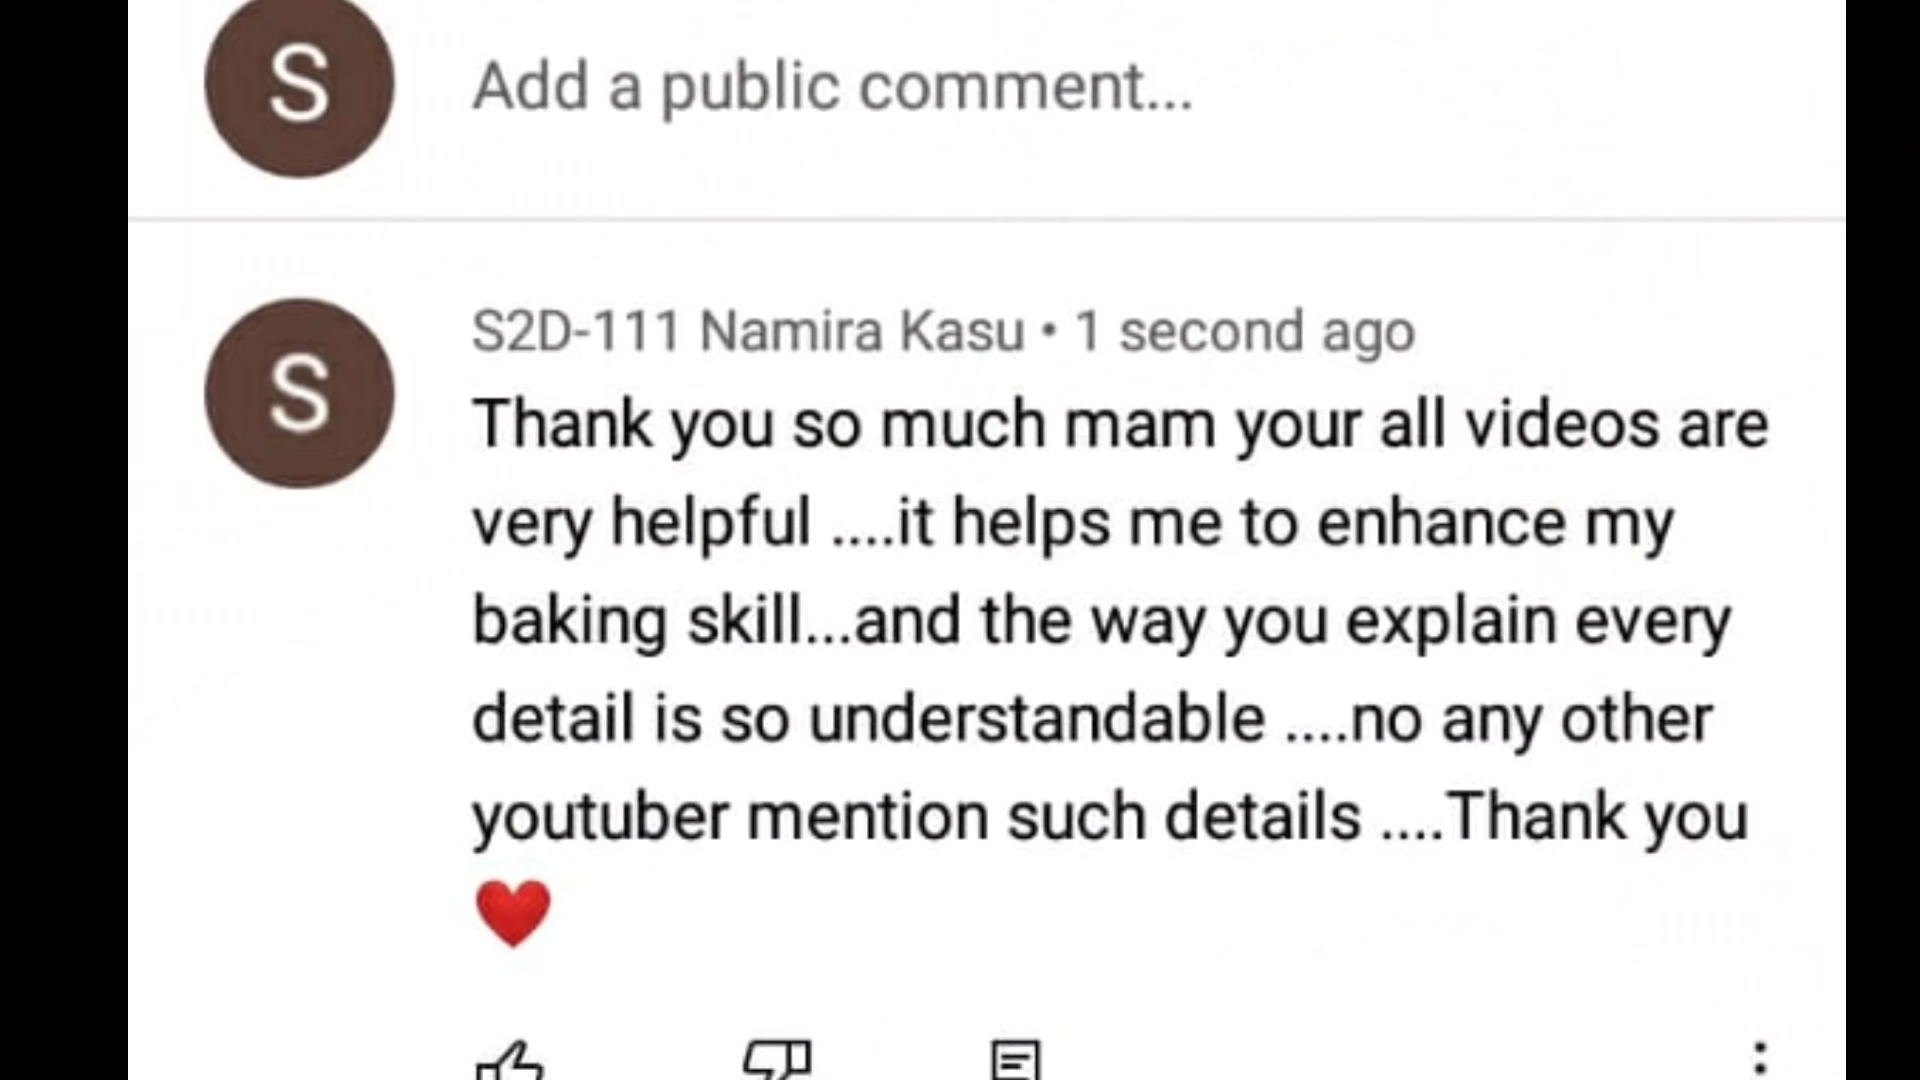 S
Add a public comment...
S
S2D-111 Namira Kasu • 1 second ago
Thank you so much mam your all videos are
very helpful ....it helps me to enhance my
baking skill...and the way you explain every
detail is so understandable ....no any other
youtuber mention such details ....Thank you
❤️